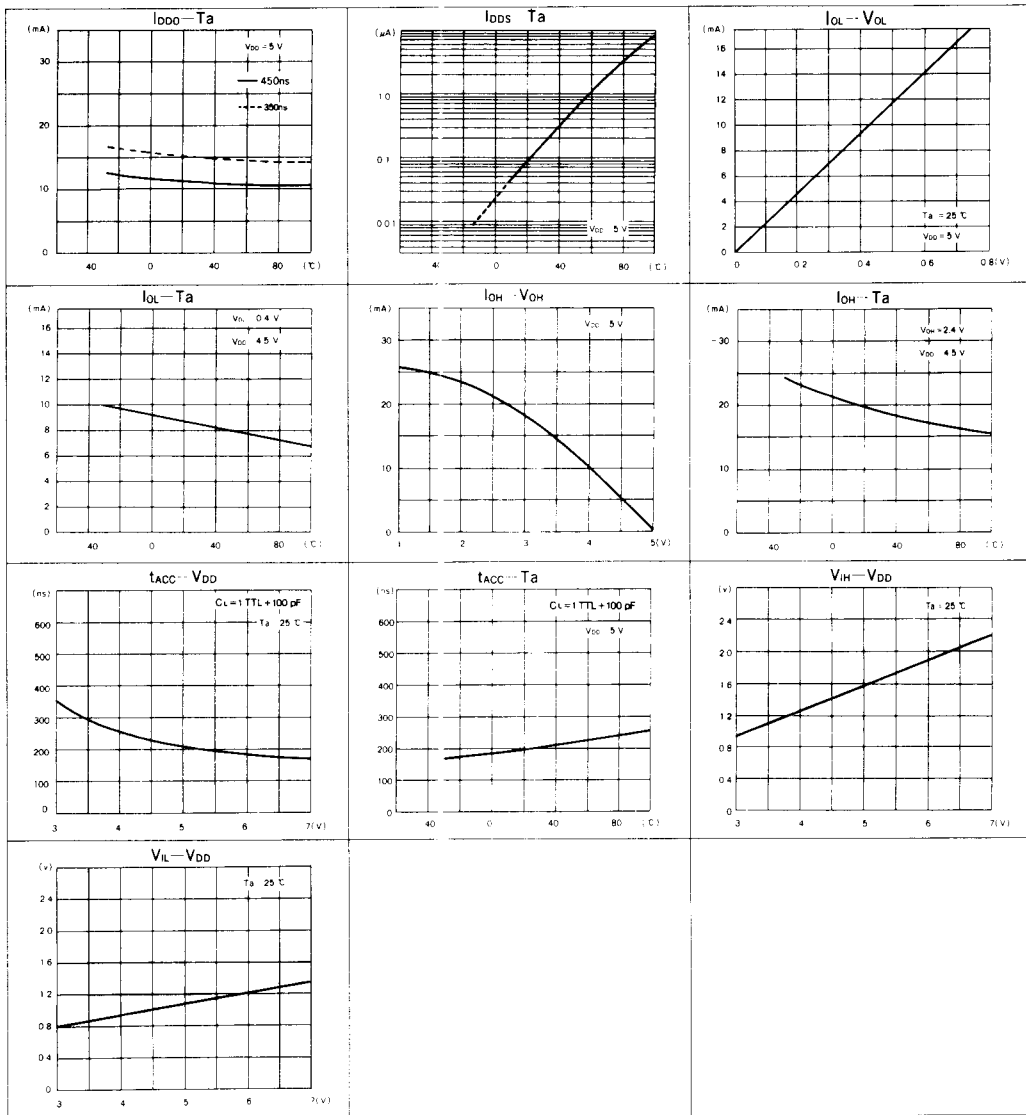 IDDO—Ta
(mA)
30
20
10
0
VDD = 5 V
450ns
350ns
40 0 40 80 (℃)
IDDS Ta
(μA)
1.0
0.1
0.01
VDD 5 V
40 0 40 80 (℃)
IOL--VOL
(mA)
16
14
12
10
8
6
4
2
0
Ta = 25 ℃
VDD = 5 V
0 0.2 0.4 0.6 0.8(V)
IOL—Ta
(mA)
16
14
12
10
8
6
4
2
0
VOL 0.4 V
VDD 4.5 V
40 0 40 80 (℃)
IOH--VOH
(mA)
30
20
10
0
VDD 5 V
1 2 3 4 5(V)
IOH--Ta
(mA)
30
20
10
0
VOH = 2.4 V
VDD 4.5 V
40 0 40 80 (℃)
tACC--VDD
(ns)
600
500
400
300
200
100
0
CL = 1 TTL + 100 pF
Ta 25 ℃
3 4 5 6 7(V)
tACC--Ta
(ns)
600
500
400
300
200
100
0
CL = 1 TTL + 100 pF
VDD 5 V
40 0 40 80 (℃)
VIH—VDD
(v)
2.4
2.0
1.6
1.2
0.8
0.4
0
Ta = 25 ℃
3 4 5 6 7(V)
VIL—VDD
(v)
2.4
2.0
1.6
1.2
0.8
0.4
0
Ta 25 ℃
3 4 5 6 7(V)